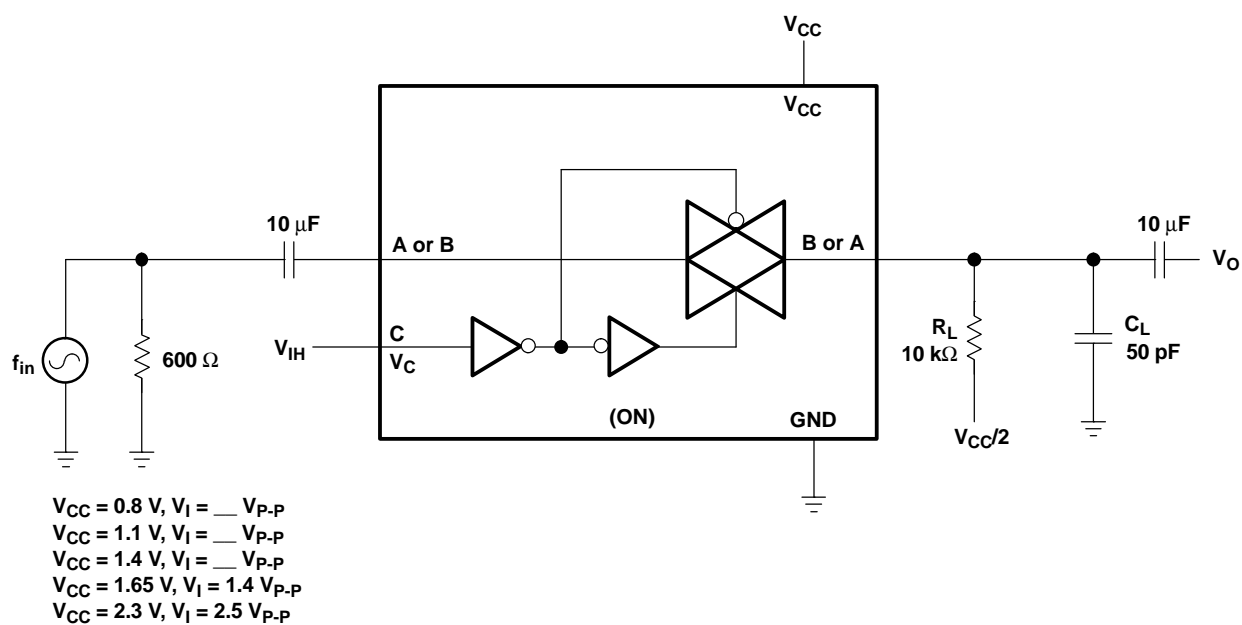 VCC
VCC
10 μF
A or B
B or A
10 μF
VO
fin
600 Ω
VIH
C
VC
RL
10 kΩ
CL
50 pF
(ON)
GND
VCC/2
VCC = 0.8 V, VI = __ VP-P
VCC = 1.1 V, VI = __ VP-P
VCC = 1.4 V, VI = __ VP-P
VCC = 1.65 V, VI = 1.4 VP-P
VCC = 2.3 V, VI = 2.5 VP-P